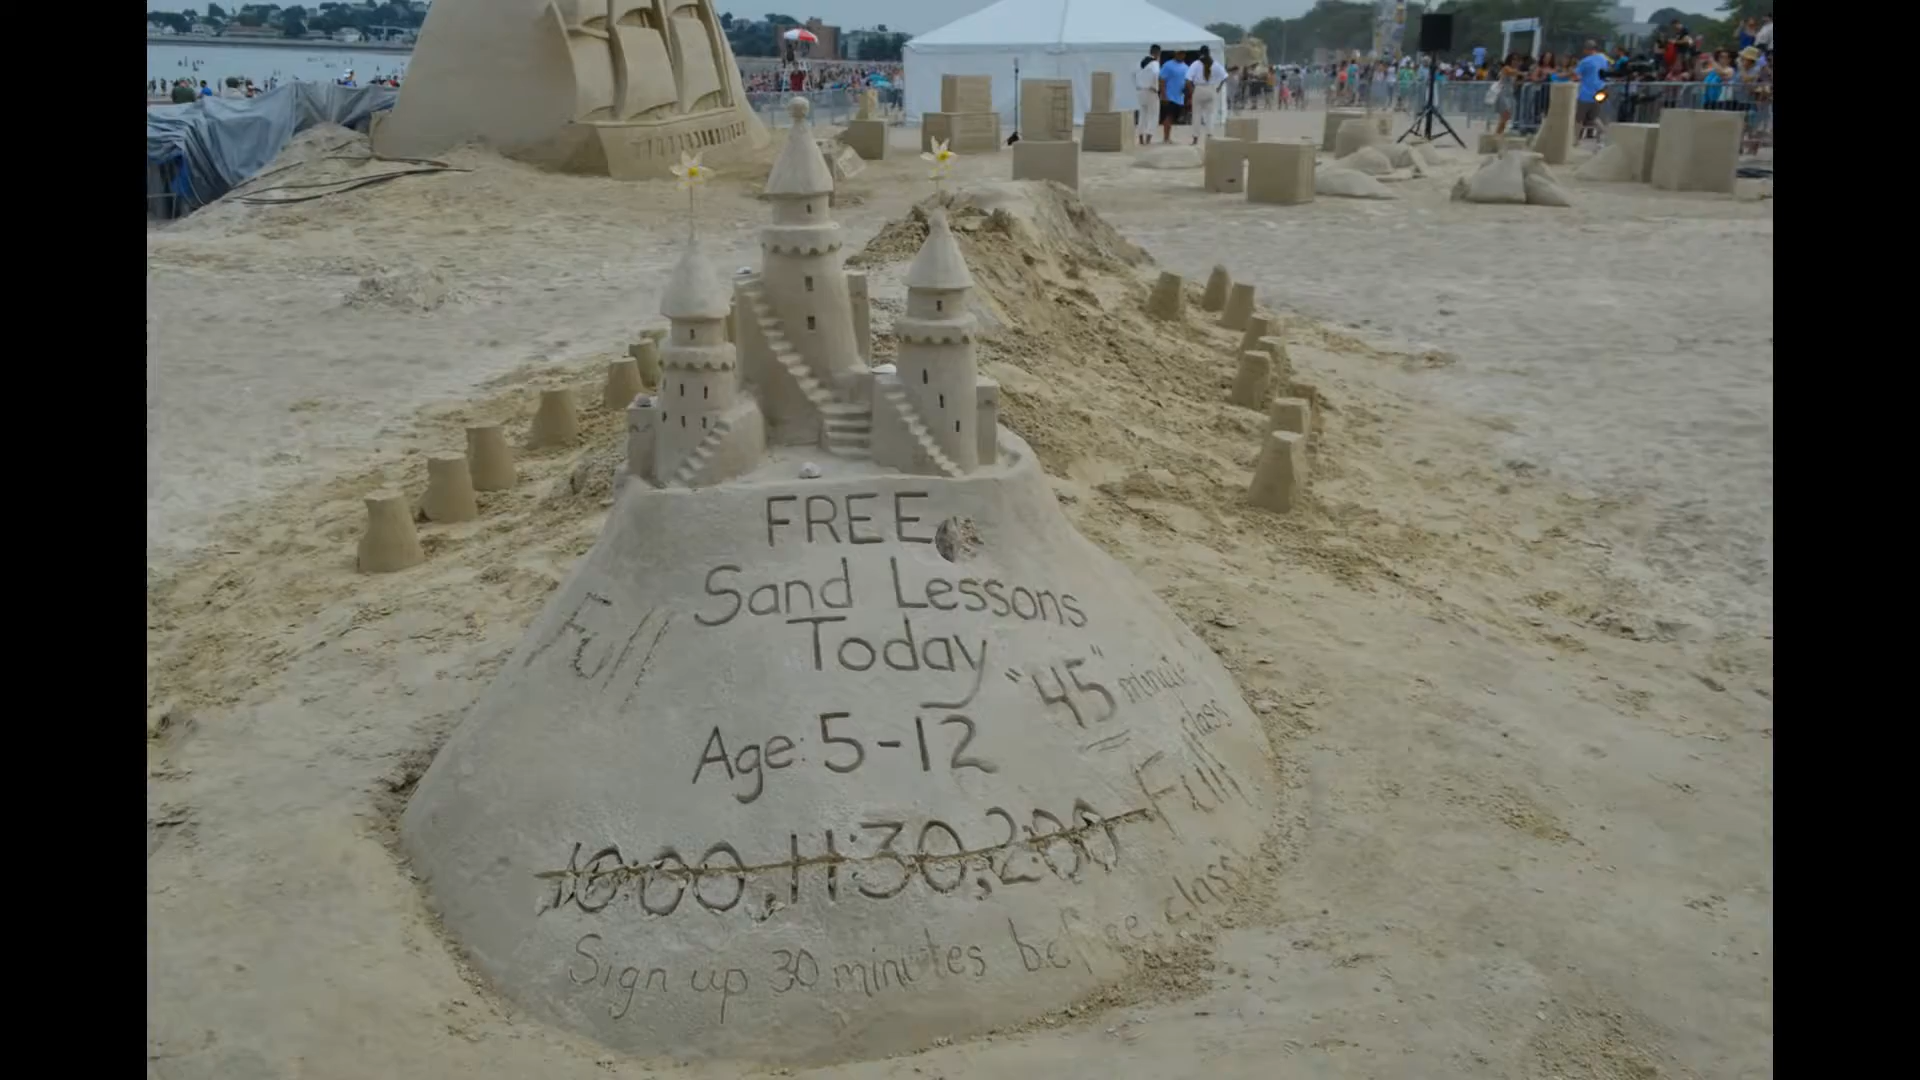 FREE
Sand Lessons
Today
Full
"45" minute
class
Age: 5-12
Full
10:00, 11:30, 2:00
Sign up 30 minutes before class